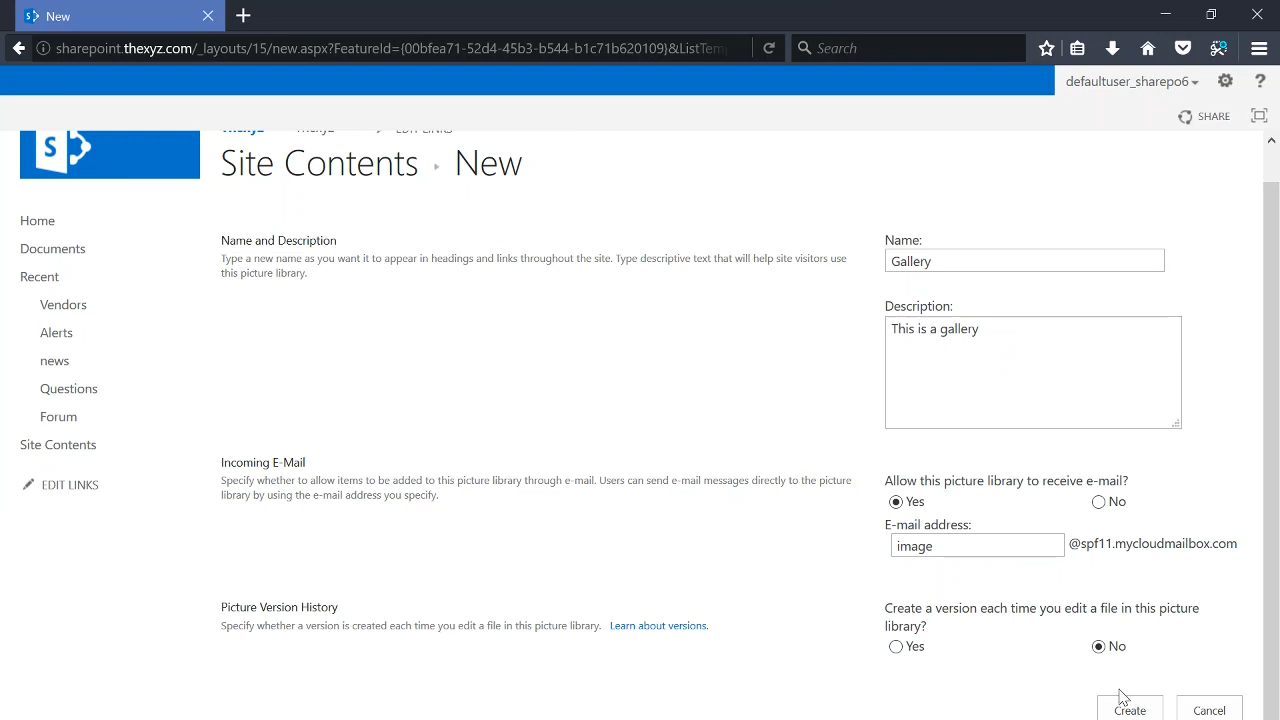 New
sharepoint.thexyz.com/_layouts/15/new.aspx?FeatureId={00bfea71-52d4-45b3-b544-b1c71b620109}&ListTem
Search
defaultuser_sharepo6
SHARE
EDIT LINKS
Site Contents New
Home
Documents
Recent
Vendors
Alerts
news
Questions
Forum
Site Contents
EDIT LINKS
Name and Description
Type a new name as you want it to appear in headings and links throughout the site. Type descriptive text that will help site visitors use
this picture library.
Name:
Gallery
Description:
This is a gallery
Incoming E-Mail
Specify whether to allow items to be added to this picture library through e-mail. Users can send e-mail messages directly to the picture
library by using the e-mail address you specify.
Allow this picture library to receive e-mail?
Yes No
E-mail address:
image @spf11.mycloudmailbox.com
Picture Version History
Specify whether a version is created each time you edit a file in this picture library. Learn about versions.
Create a version each time you edit a file in this picture
library?
Yes No
Create Cancel